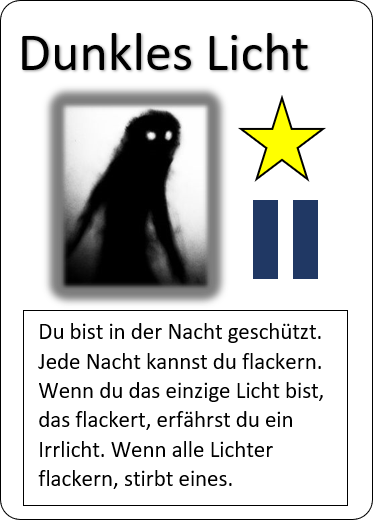 Dunkles Licht
Du bist in der Nacht geschützt.
Jede Nacht kannst du flackern.
Wenn du das einzige Licht bist,
das flackert, erfährst du ein
Irrlicht. Wenn alle Lichter
flackern, stirbt eines.